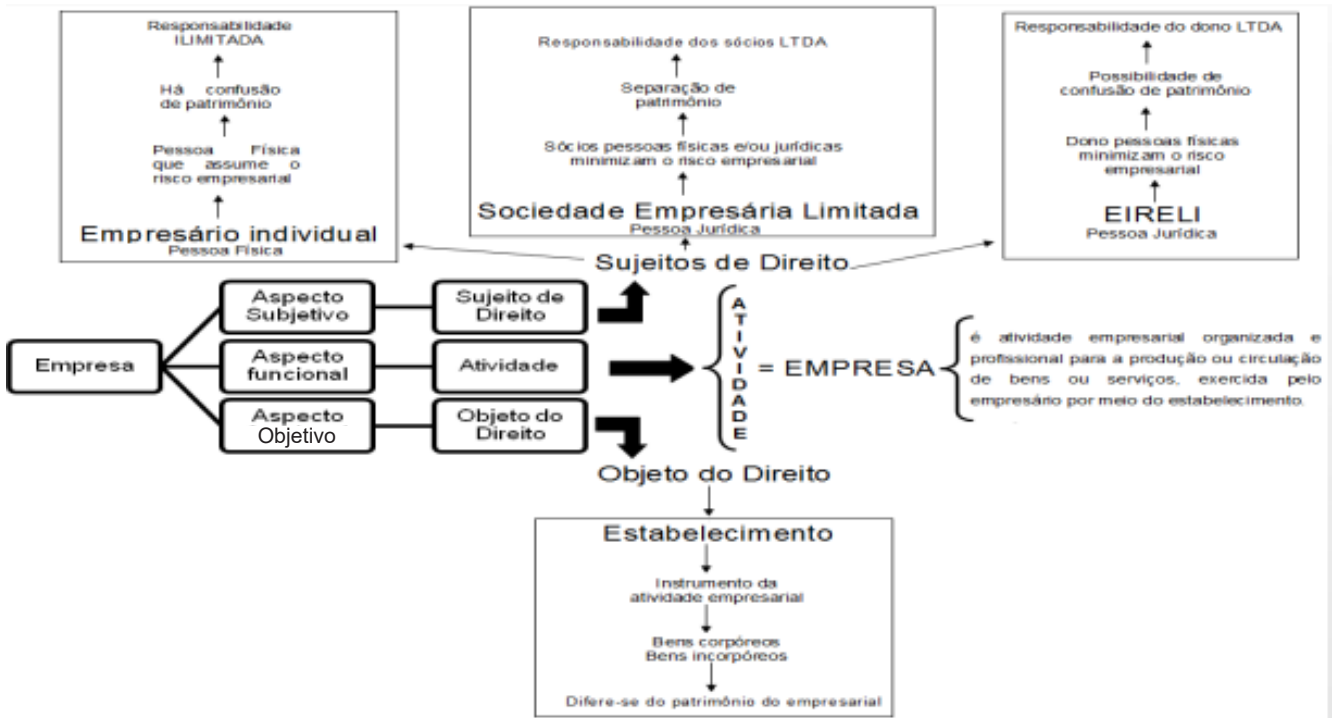 Responsabilidade
ILIMITADA
Há confusão
de patrimônio
Pessoa Física
que assume o
risco empresarial
Empresário individual
Pessoa Física
Responsabilidade dos sócios LTDA
Separação de
patrimônio
Sócios pessoas físicas e/ou jurídicas
minimizam o risco empresarial
Sociedade Empresária Limitada
Pessoa Jurídica
Responsabilidade do dono LTDA
Possibilidade de
confusão de patrimônio
Dono pessoas físicas
minimizam o risco
empresarial
EIRELI
Pessoa Jurídica
Sujeitos de Direito
Empresa
Aspecto
Subjetivo
Sujeito de
Direito
Aspecto
funcional
Atividade
Aspecto
Objetivo
Objeto do
Direito
ATIVIDADE
= EMPRESA
é atividade empresarial organizada e
profissional para a produção ou circulação
de bens ou serviços, exercida pelo
empresário por meio do estabelecimento.
Objeto do Direito
Estabelecimento
Instrumento da
atividade empresarial
Bens corpóreos
Bens incorpóreos
Difere-se do patrimônio do empresarial